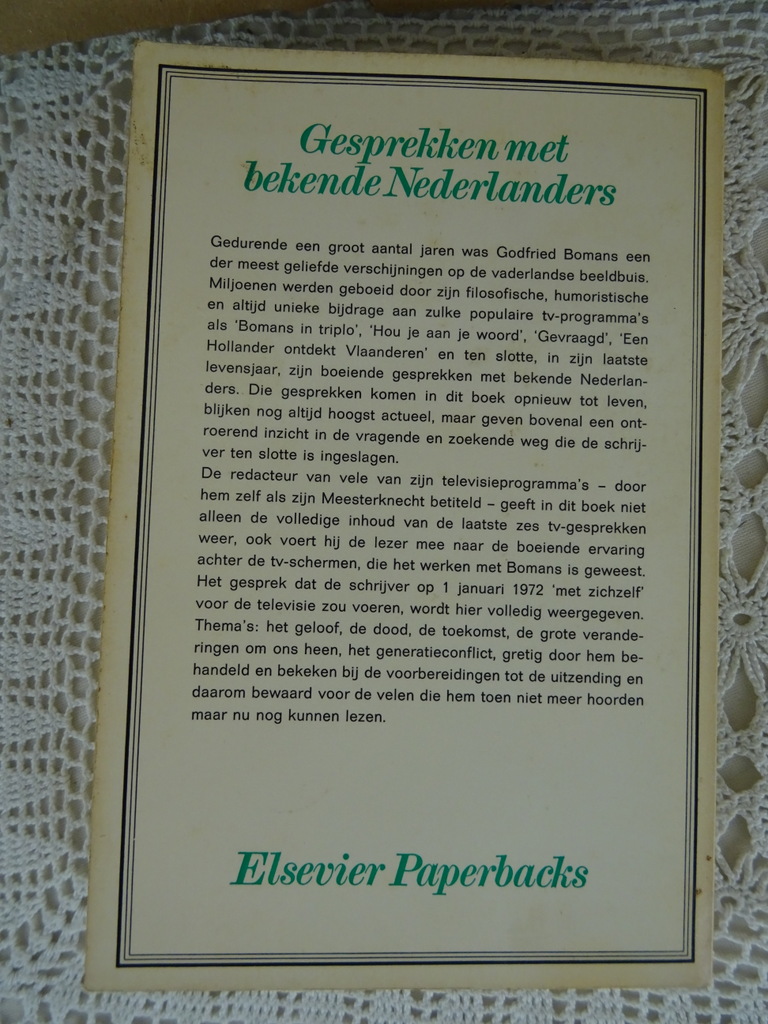 Gesprekken met
bekende Nederlanders
Gedurende een groot aantal jaren was Godfried Bomans een
der meest geliefde verschijningen op de vaderlandse beeldbuis.
Miljoenen werden geboeid door zijn filosofische, humoristische
en altijd unieke bijdrage aan zulke populaire tv-programma's
als 'Bomans in triplo', 'Hou je aan je woord', 'Gevraagd', 'Een
Hollander ontdekt Vlaanderen' en ten slotte, in zijn laatste
levensjaar, zijn boeiende gesprekken met bekende Nederlan-
ders. Die gesprekken komen in dit boek opnieuw tot leven,
blijken nog altijd hoogst actueel, maar geven bovenal een ont-
roerend inzicht in de vragende en zoekende weg die de schrij-
ver ten slotte is ingeslagen.
De redacteur van vele van zijn televisieprogramma's – door
hem zelf als zijn Meesterknecht betiteld – geeft in dit boek niet
alleen de volledige inhoud van de laatste zes tv-gesprekken
weer, ook voert hij de lezer mee naar de boeiende ervaring
achter de tv-schermen, die het werken met Bomans is geweest.
Het gesprek dat de schrijver op 1 januari 1972 'met zichzelf'
voor de televisie zou voeren, wordt hier volledig weergegeven.
Thema's: het geloof, de dood, de toekomst, de grote verande-
ringen om ons heen, het generatieconflict, gretig door hem be-
handeld en bekeken bij de voorbereidingen tot de uitzending en
daarom bewaard voor de velen die hem toen niet meer hoorden
maar nu nog kunnen lezen.
Elsevier Paperbacks